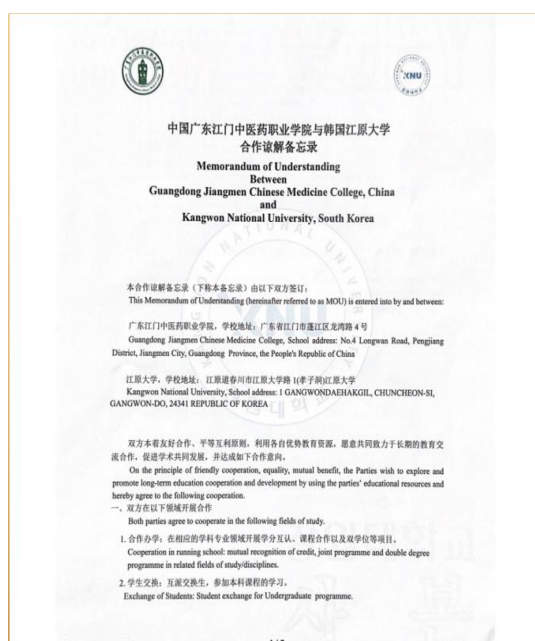 XNU
中国广东江门中医药职业学院与韩国江原大学
合作谅解备忘录
Memorandum of Understanding
Between
Guangdong Jiangmen Chinese Medicine College, China
and
Kangwon National University, South Korea
本合作谅解备忘录（下称本备忘录）由以下双方签订：
This Memorandum of Understanding (hereinafter referred to as MOU) is entered into by and between:
广东江门中医药职业学院，学校地址：广东省江门市蓬江区龙湾路 4 号
Guangdong Jiangmen Chinese Medicine College, School address: No.4 Longwan Road, Pengjiang
District, Jiangmen City, Guangdong Province, the People's Republic of China
江原大学，学校地址： 江原道春川市江原大学路 1(孝子洞)江原大学
Kangwon National University, School address: 1 GANGWONDAEHAKGIL, CHUNCHEON-SI,
GANGWON-DO, 24341 REPUBLIC OF KOREA
双方本着友好合作、平等互利原则，利用各自优势教育资源，愿意共同致力于长期的教育交
流合作，促进学术共同发展，并达成如下合作意向。
On the principle of friendly cooperation, equality, mutual benefit, the Parties wish to explore and
promote long-term education cooperation and development by using the parties' educational resources and
hereby agree to the following cooperation.
一、双方在以下领域开展合作
Both parties agree to cooperate in the following fields of study.
1. 合作办学：在相应的学科专业领域开展学分互认、课程合作以及双学位等项目。
Cooperation in running school: mutual recognition of credit, joint programme and double degree
programme in related fields of study/disciplines.
2. 学生交换：互派交换生，参加本科课程的学习。
Exchange of Students: Student exchange for Undergraduate programme.